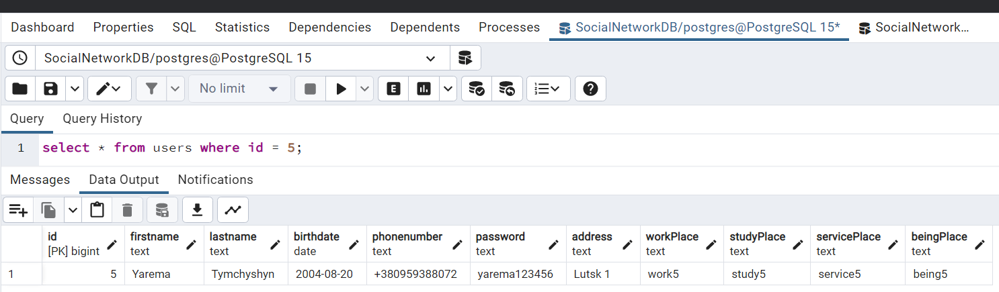 Dashboard Properties SQL Statistics Dependencies Dependents Processes SocialNetworkDB/postgres@PostgreSQL 15* SocialNetwork...
SocialNetworkDB/postgres@PostgreSQL 15
No limit E
Query Query History
1 select * from users where id = 5;
Messages Data Output Notifications
id firstname lastname birthdate phonenumber password address workPlace studyPlace servicePlace beingPlace
[PK] bigint text text date text text text text text text text
1 5 Yarema Tymchyshyn 2004-08-20 +380959388072 yarema123456 Lutsk 1 work5 study5 service5 being5